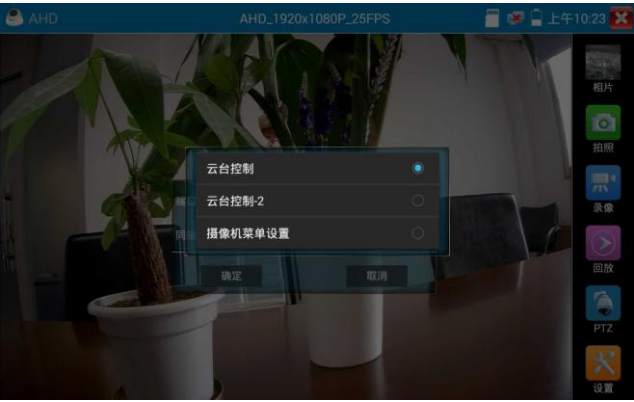 AHD
AHD_1920x1080P_25FPS
上午10:23
相片
拍照
录像
回放
PTZ
设置
云台控制
云台控制-2
摄像机菜单设置
确定
取消